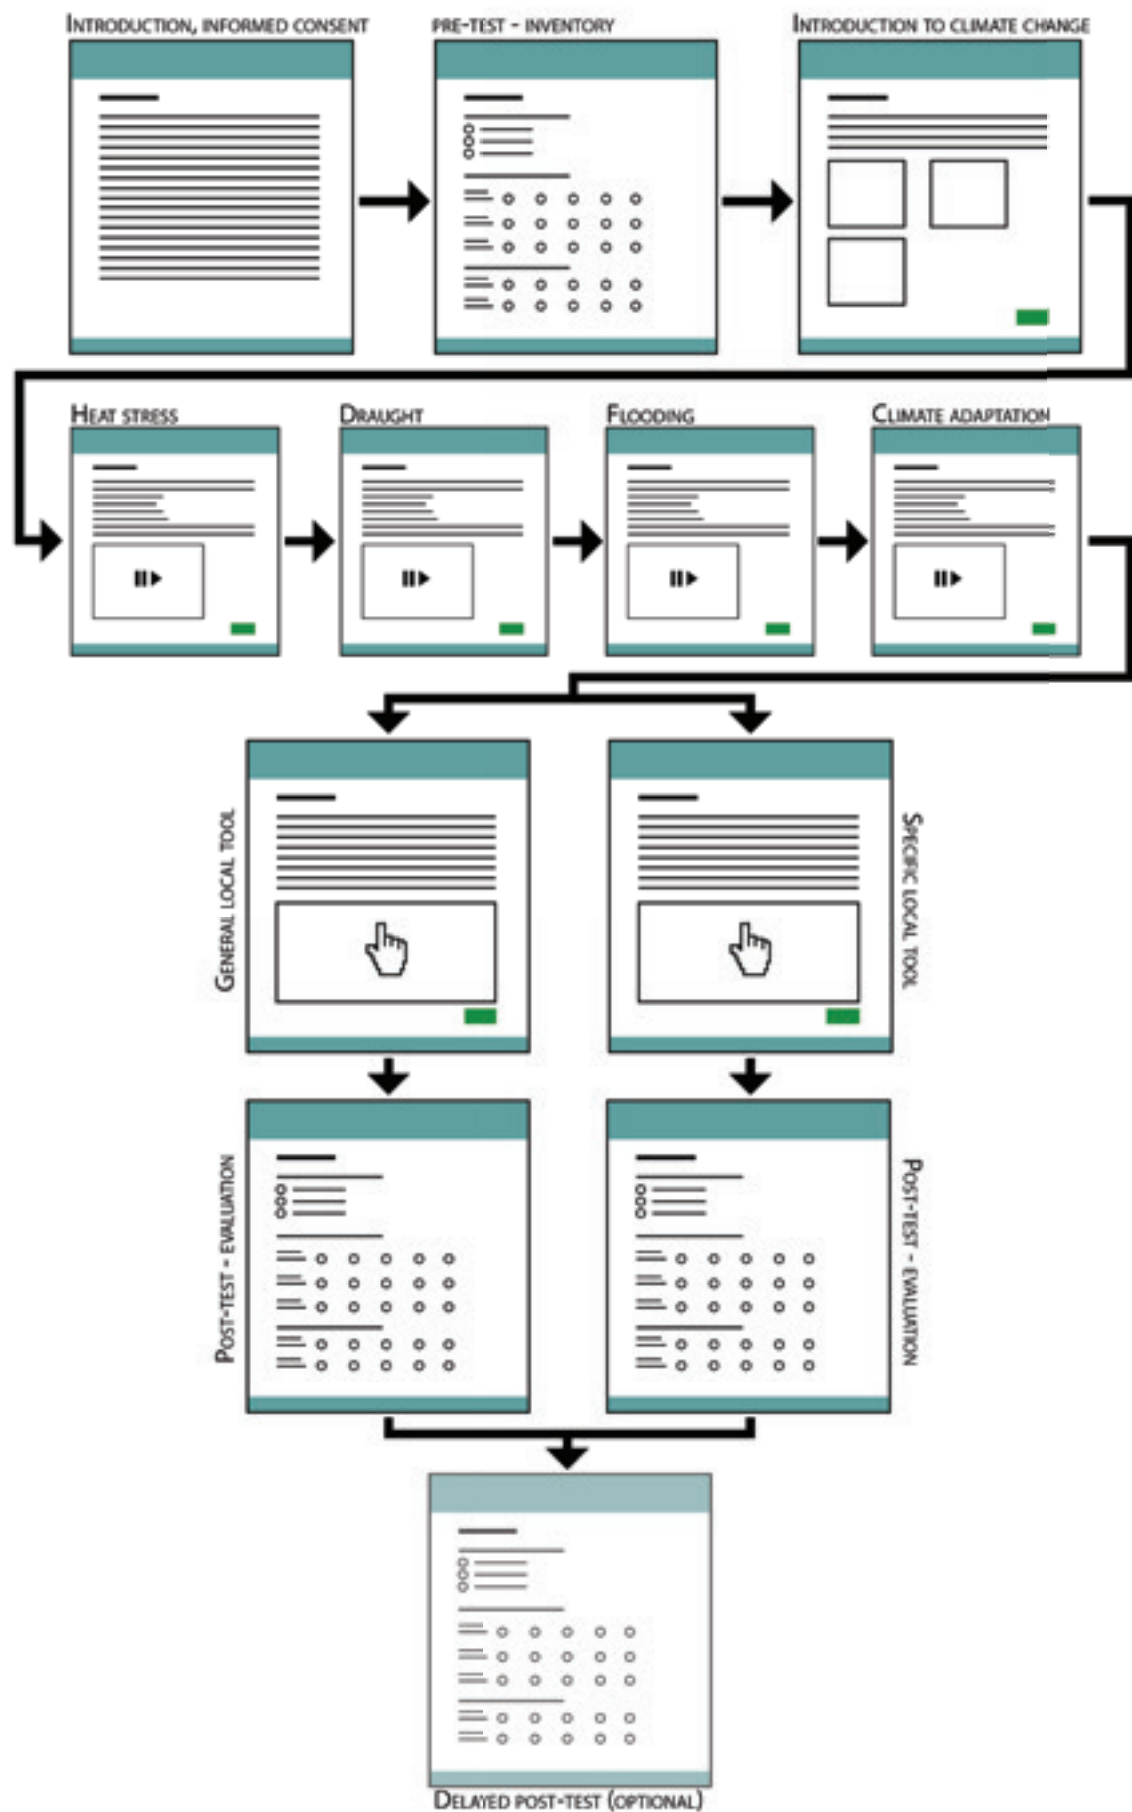 INTRODUCTION, INFORMED CONSENT
PRE-TEST - INVENTORY
INTRODUCTION TO CLIMATE CHANGE
HEAT STRESS
DRAUGHT
FLOODING
CLIMATE ADAPTATION
GENERAL LOCAL TOOL
SPECIFIC LOCAL TOOL
POST-TEST - EVALUATION
POST-TEST - EVALUATION
DELAYED POST-TEST (OPTIONAL)